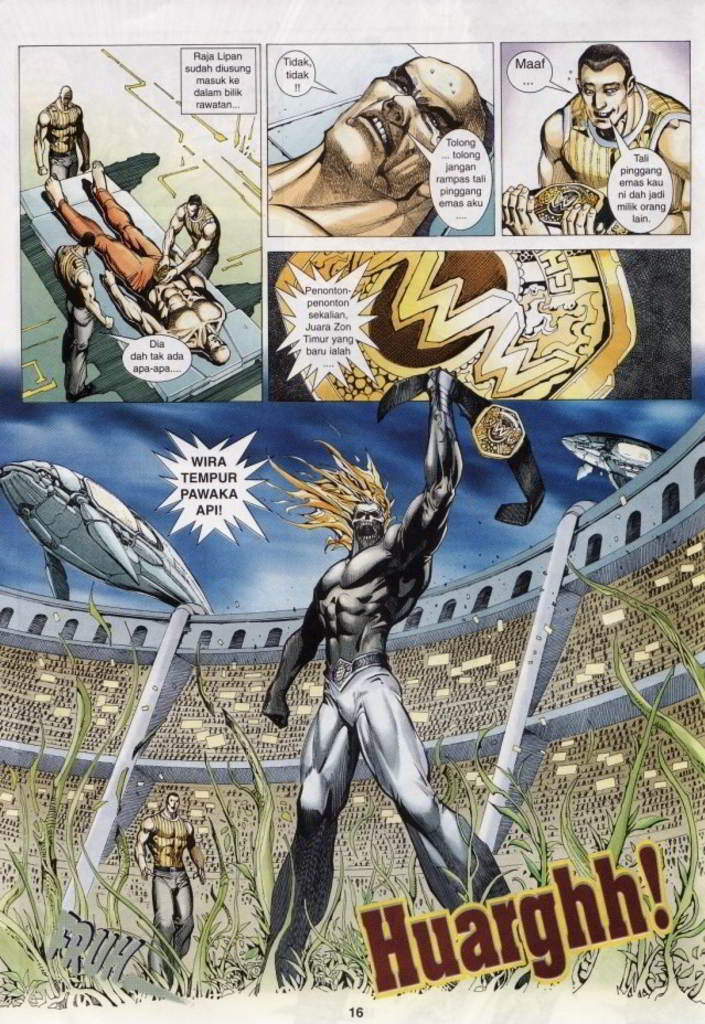 Raja Lipan
sudah diusung
masuk ke
dalam bilik
rawatan...
Dia
dah tak ada
apa-apa....
Tidak,
tidak
!!
Tolong
... tolong
jangan
rampas tali
pinggang
emas aku
....
Maaf
...
Tali
pinggang
emas kau
dah jadi
milik orang
lain.
Penonton-
penonton
sekalian,
Juara Zon
Timur yang
baru ialah
....
WIRA
TEMPUR
PAWAKA
API!
FRUH
Huarghh!
16